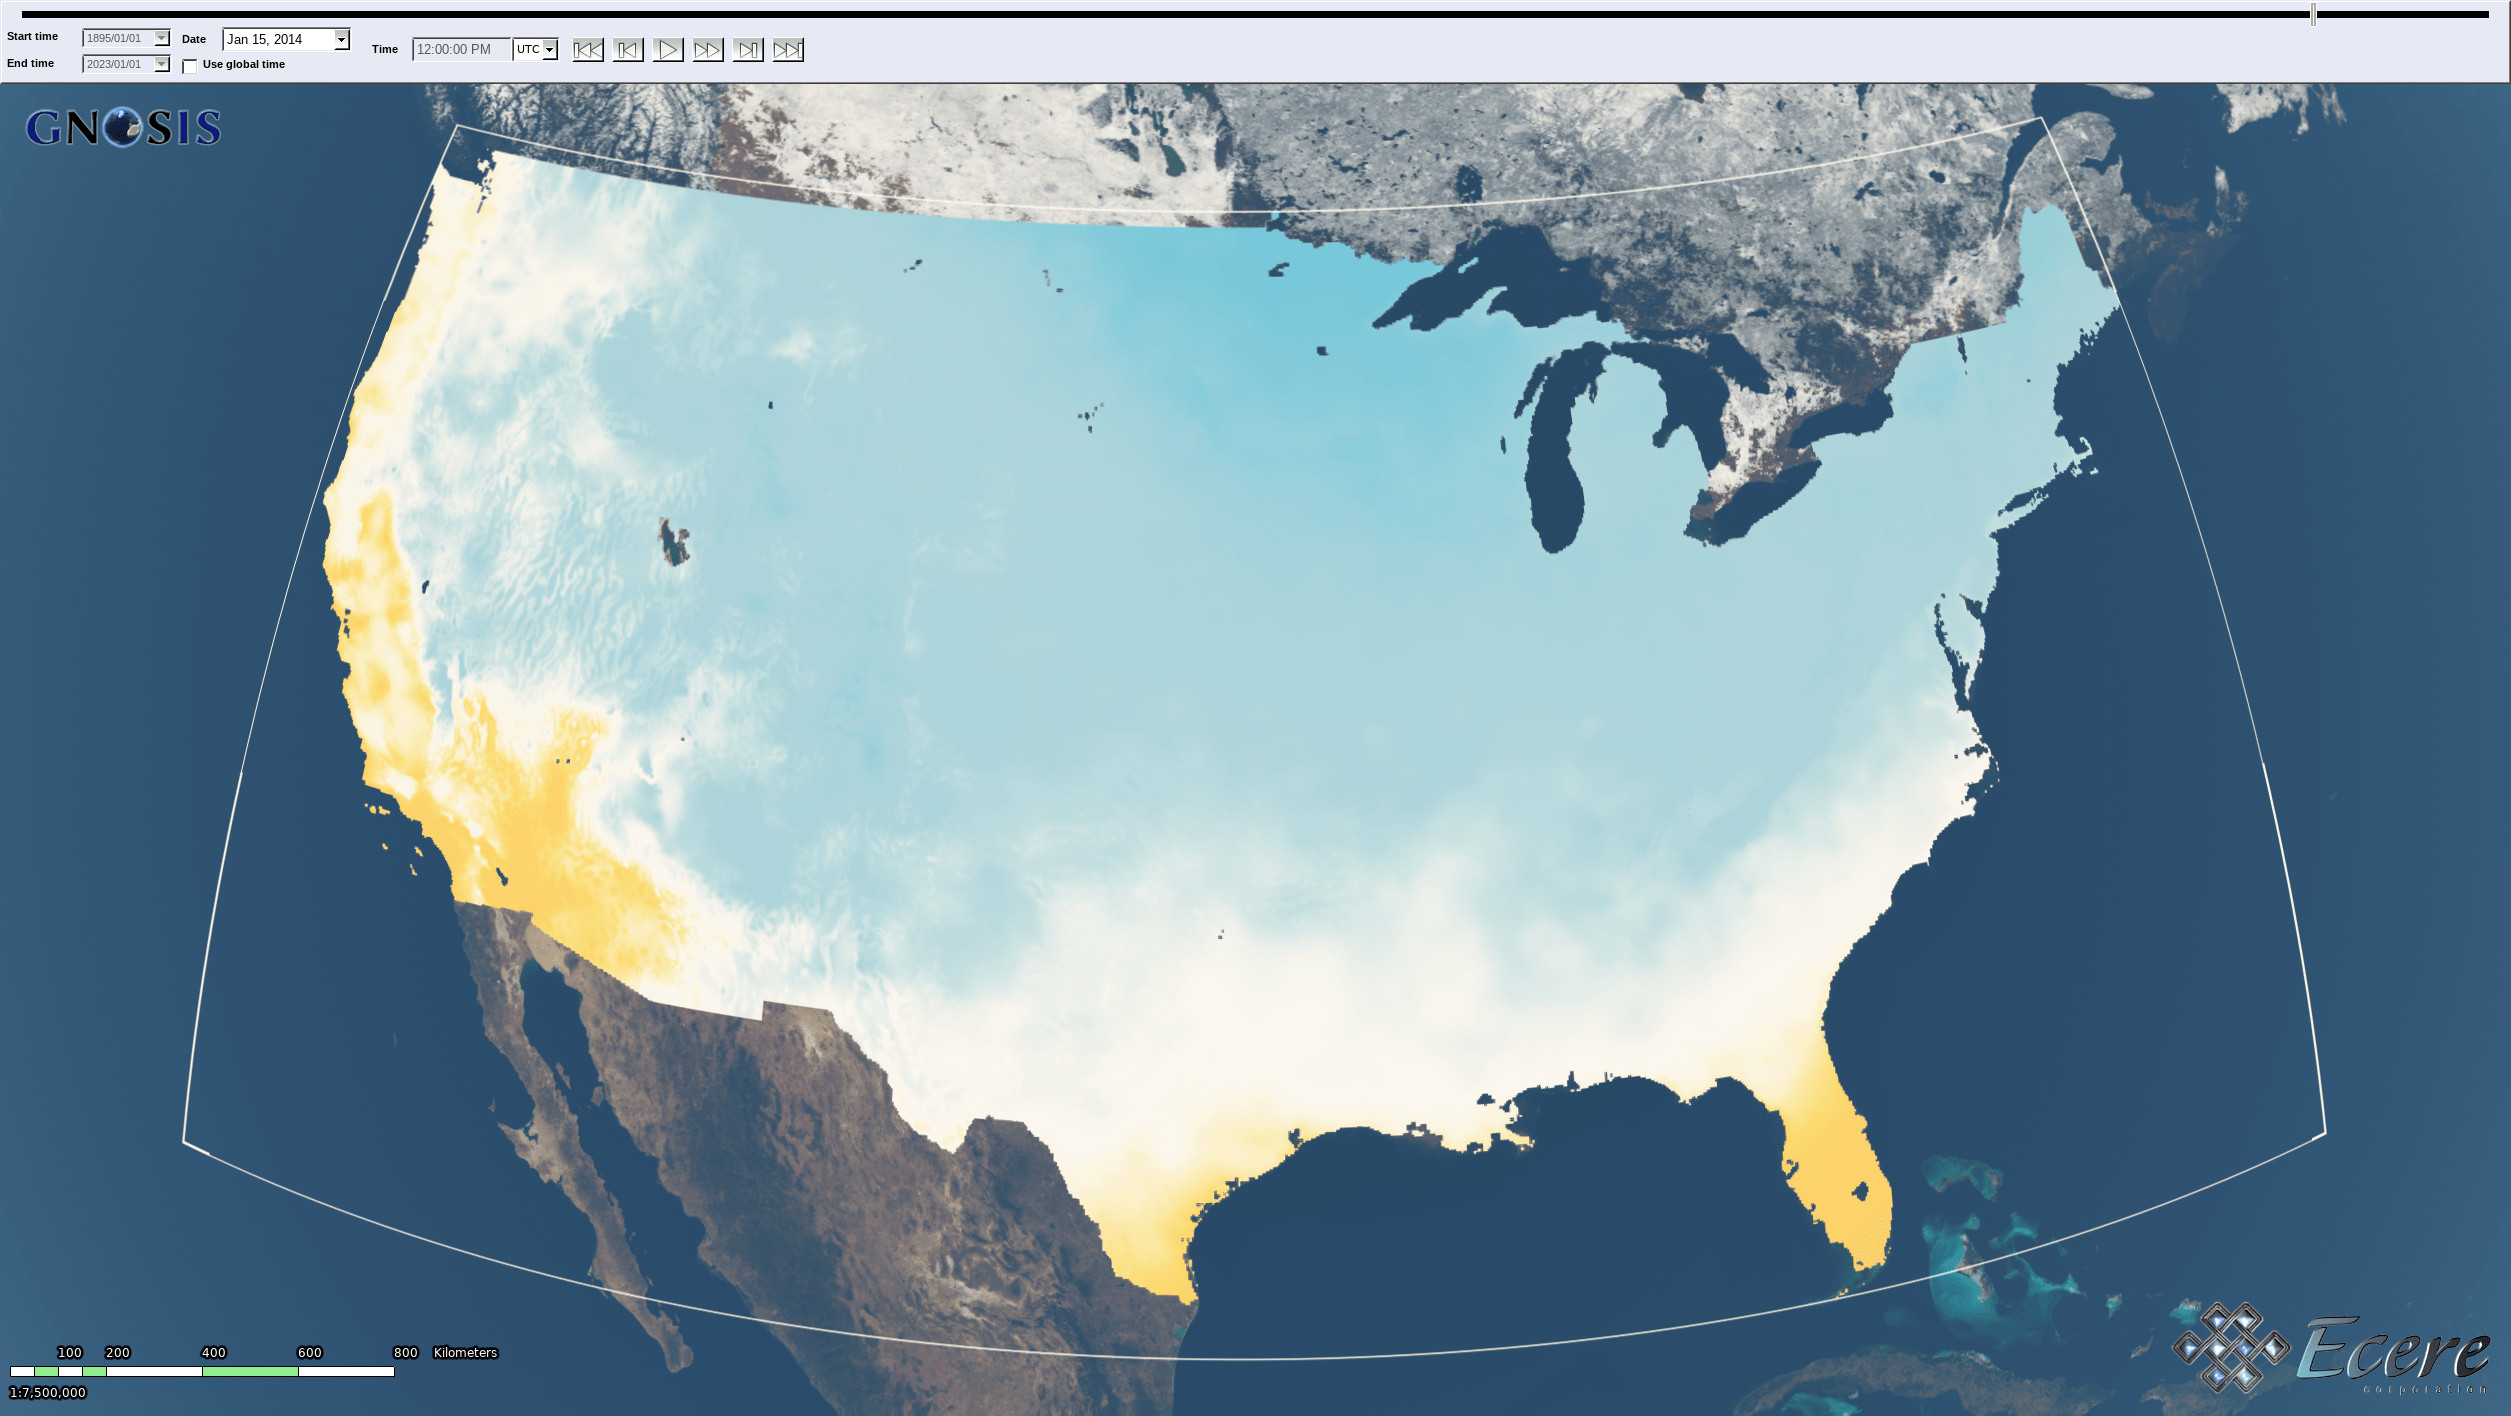 Start time 1895/01/01 Date Jan 15, 2014
Time 12:00:00 PM UTC
End time 2023/01/01 Use global time
GNOSIS
100 200 400 600 800 Kilometers
1:7,500,000
Ecere
corporation